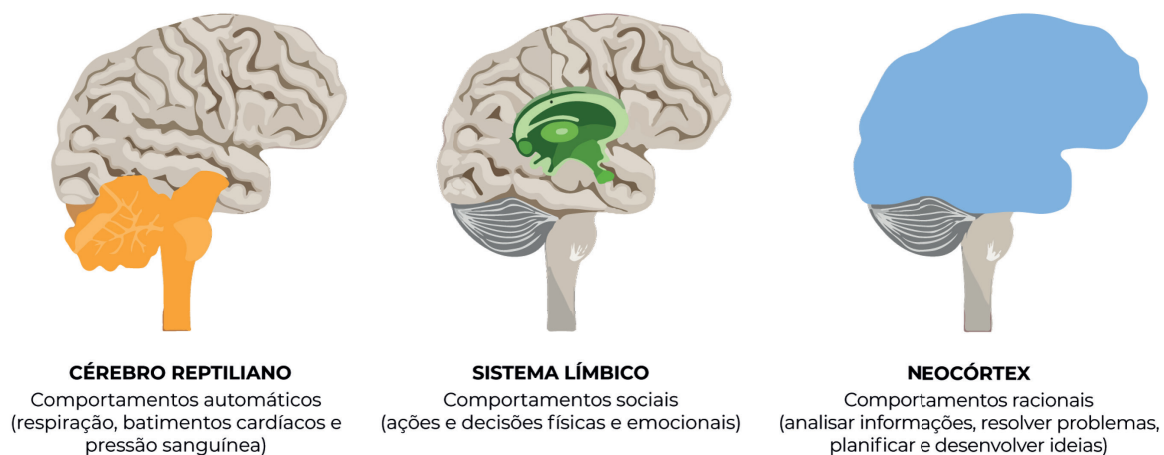 CÉREBRO REPTILIANO
Comportamentos automáticos
(respiração, batimentos cardíacos e
pressão sanguínea)
SISTEMA LÍMBICO
Comportamentos sociais
(ações e decisões físicas e emocionais)
NEOCÓRTEX
Comportamentos racionais
(analisar informações, resolver problemas,
planificar e desenvolver ideias)